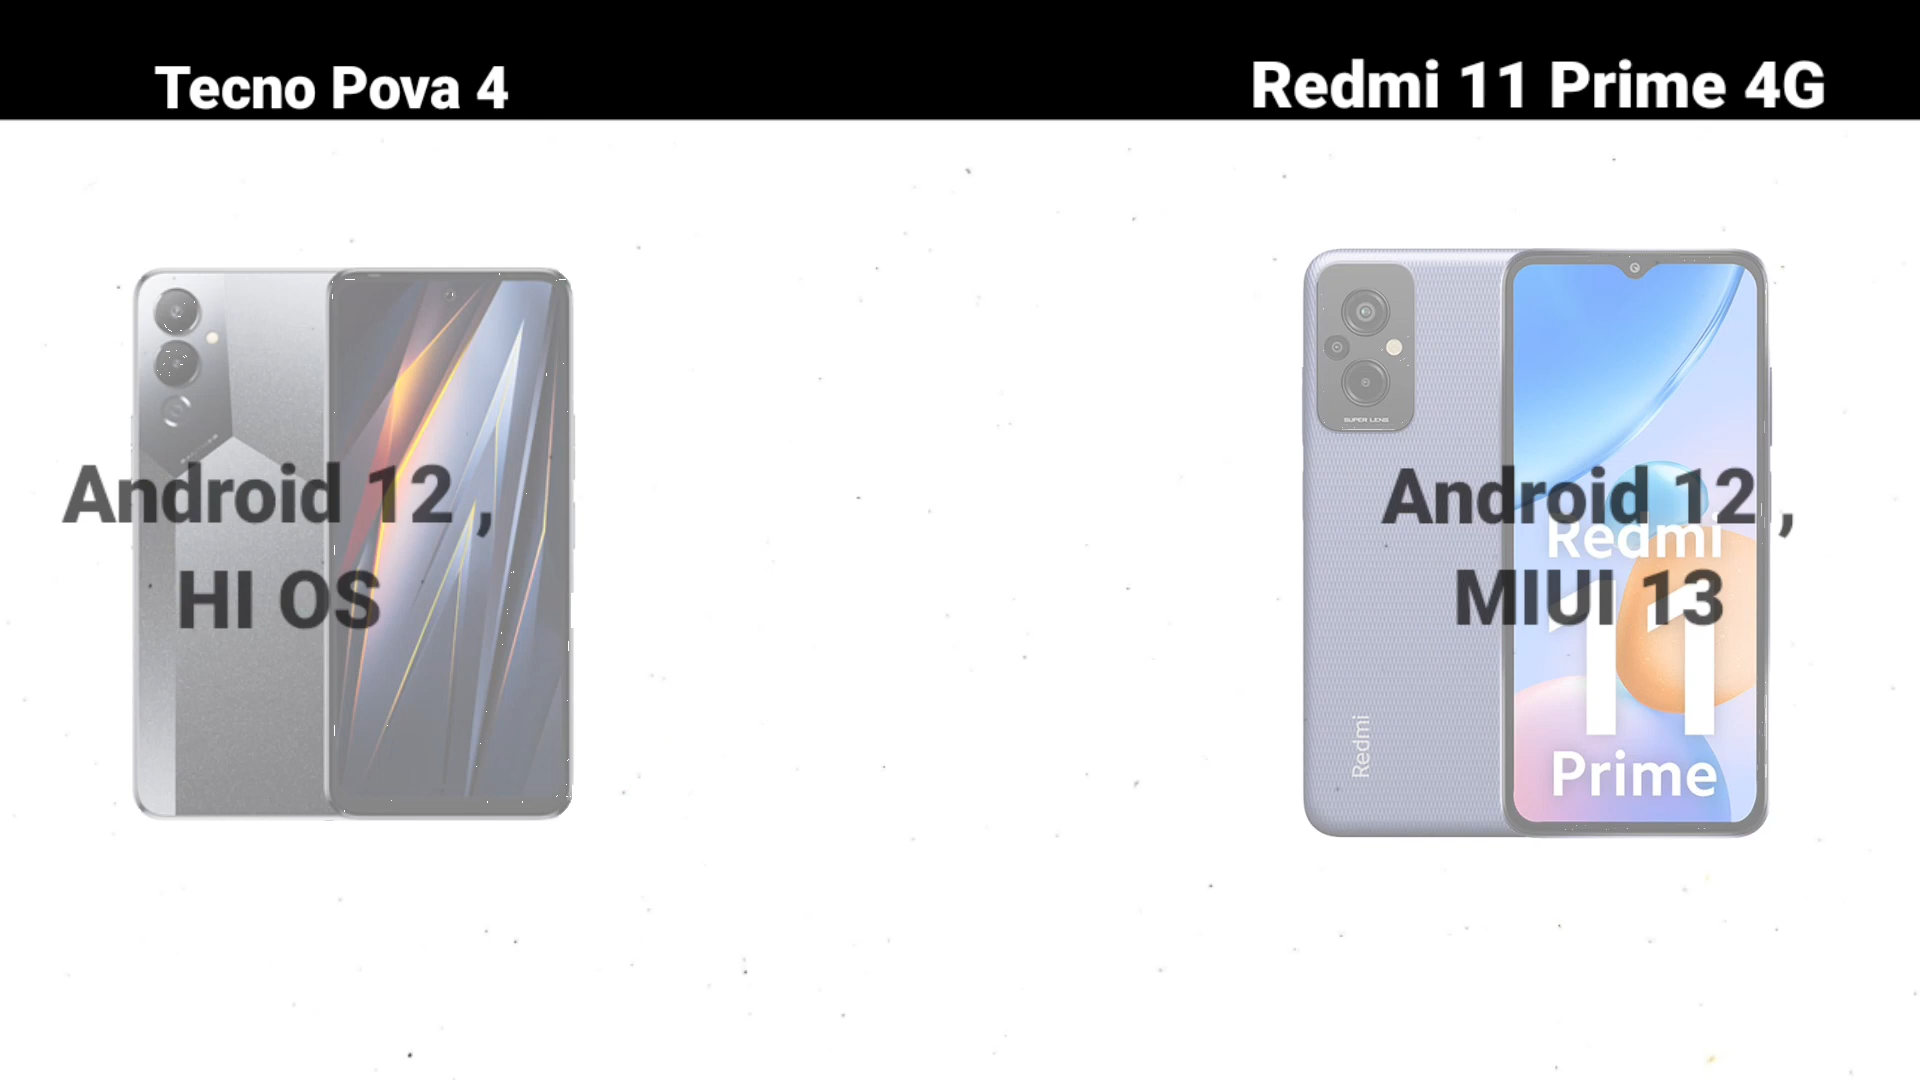 Tecno Pova 4
Redmi 11 Prime 4G
Android 12 ,
HI OS
SUPER LENS
Redmi
Android 12 ,
MIUI 13
Redmi
11
Prime